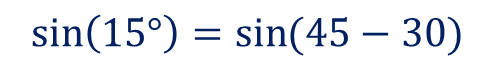 sin(15°) = sin(45 − 30)